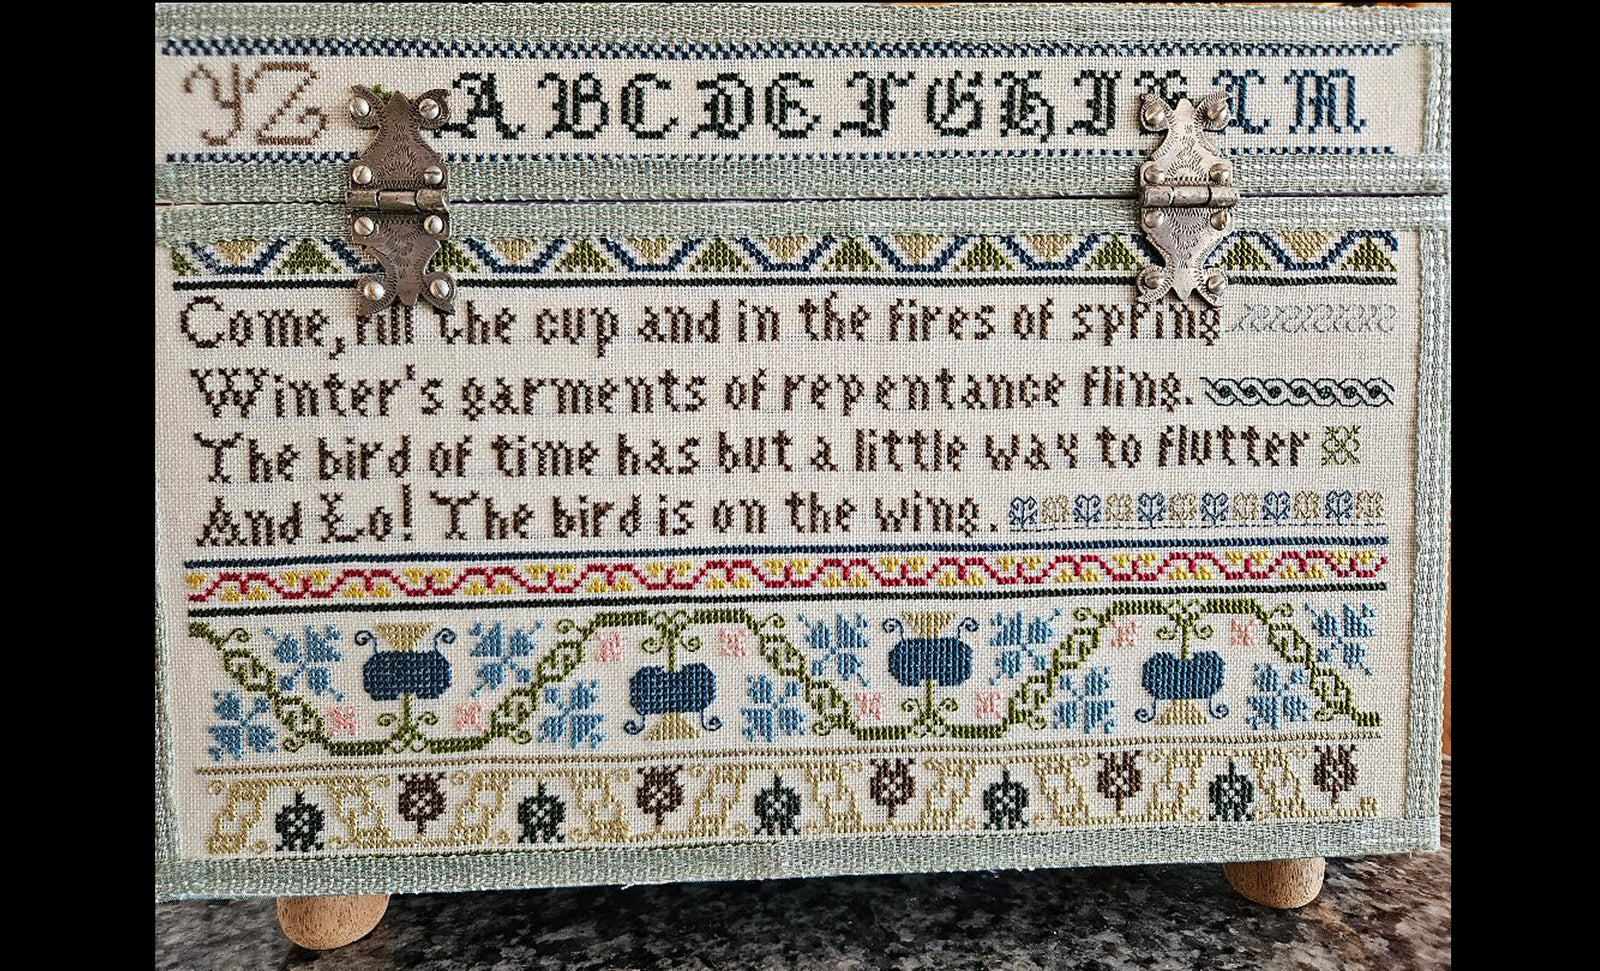 YZ ABCDEFGHIKLM
Come, fill the cup and in the fires of spring
Winter's garments of repentance fling.
The bird of time has but a little way to flutter
And Lo! The bird is on the wing.